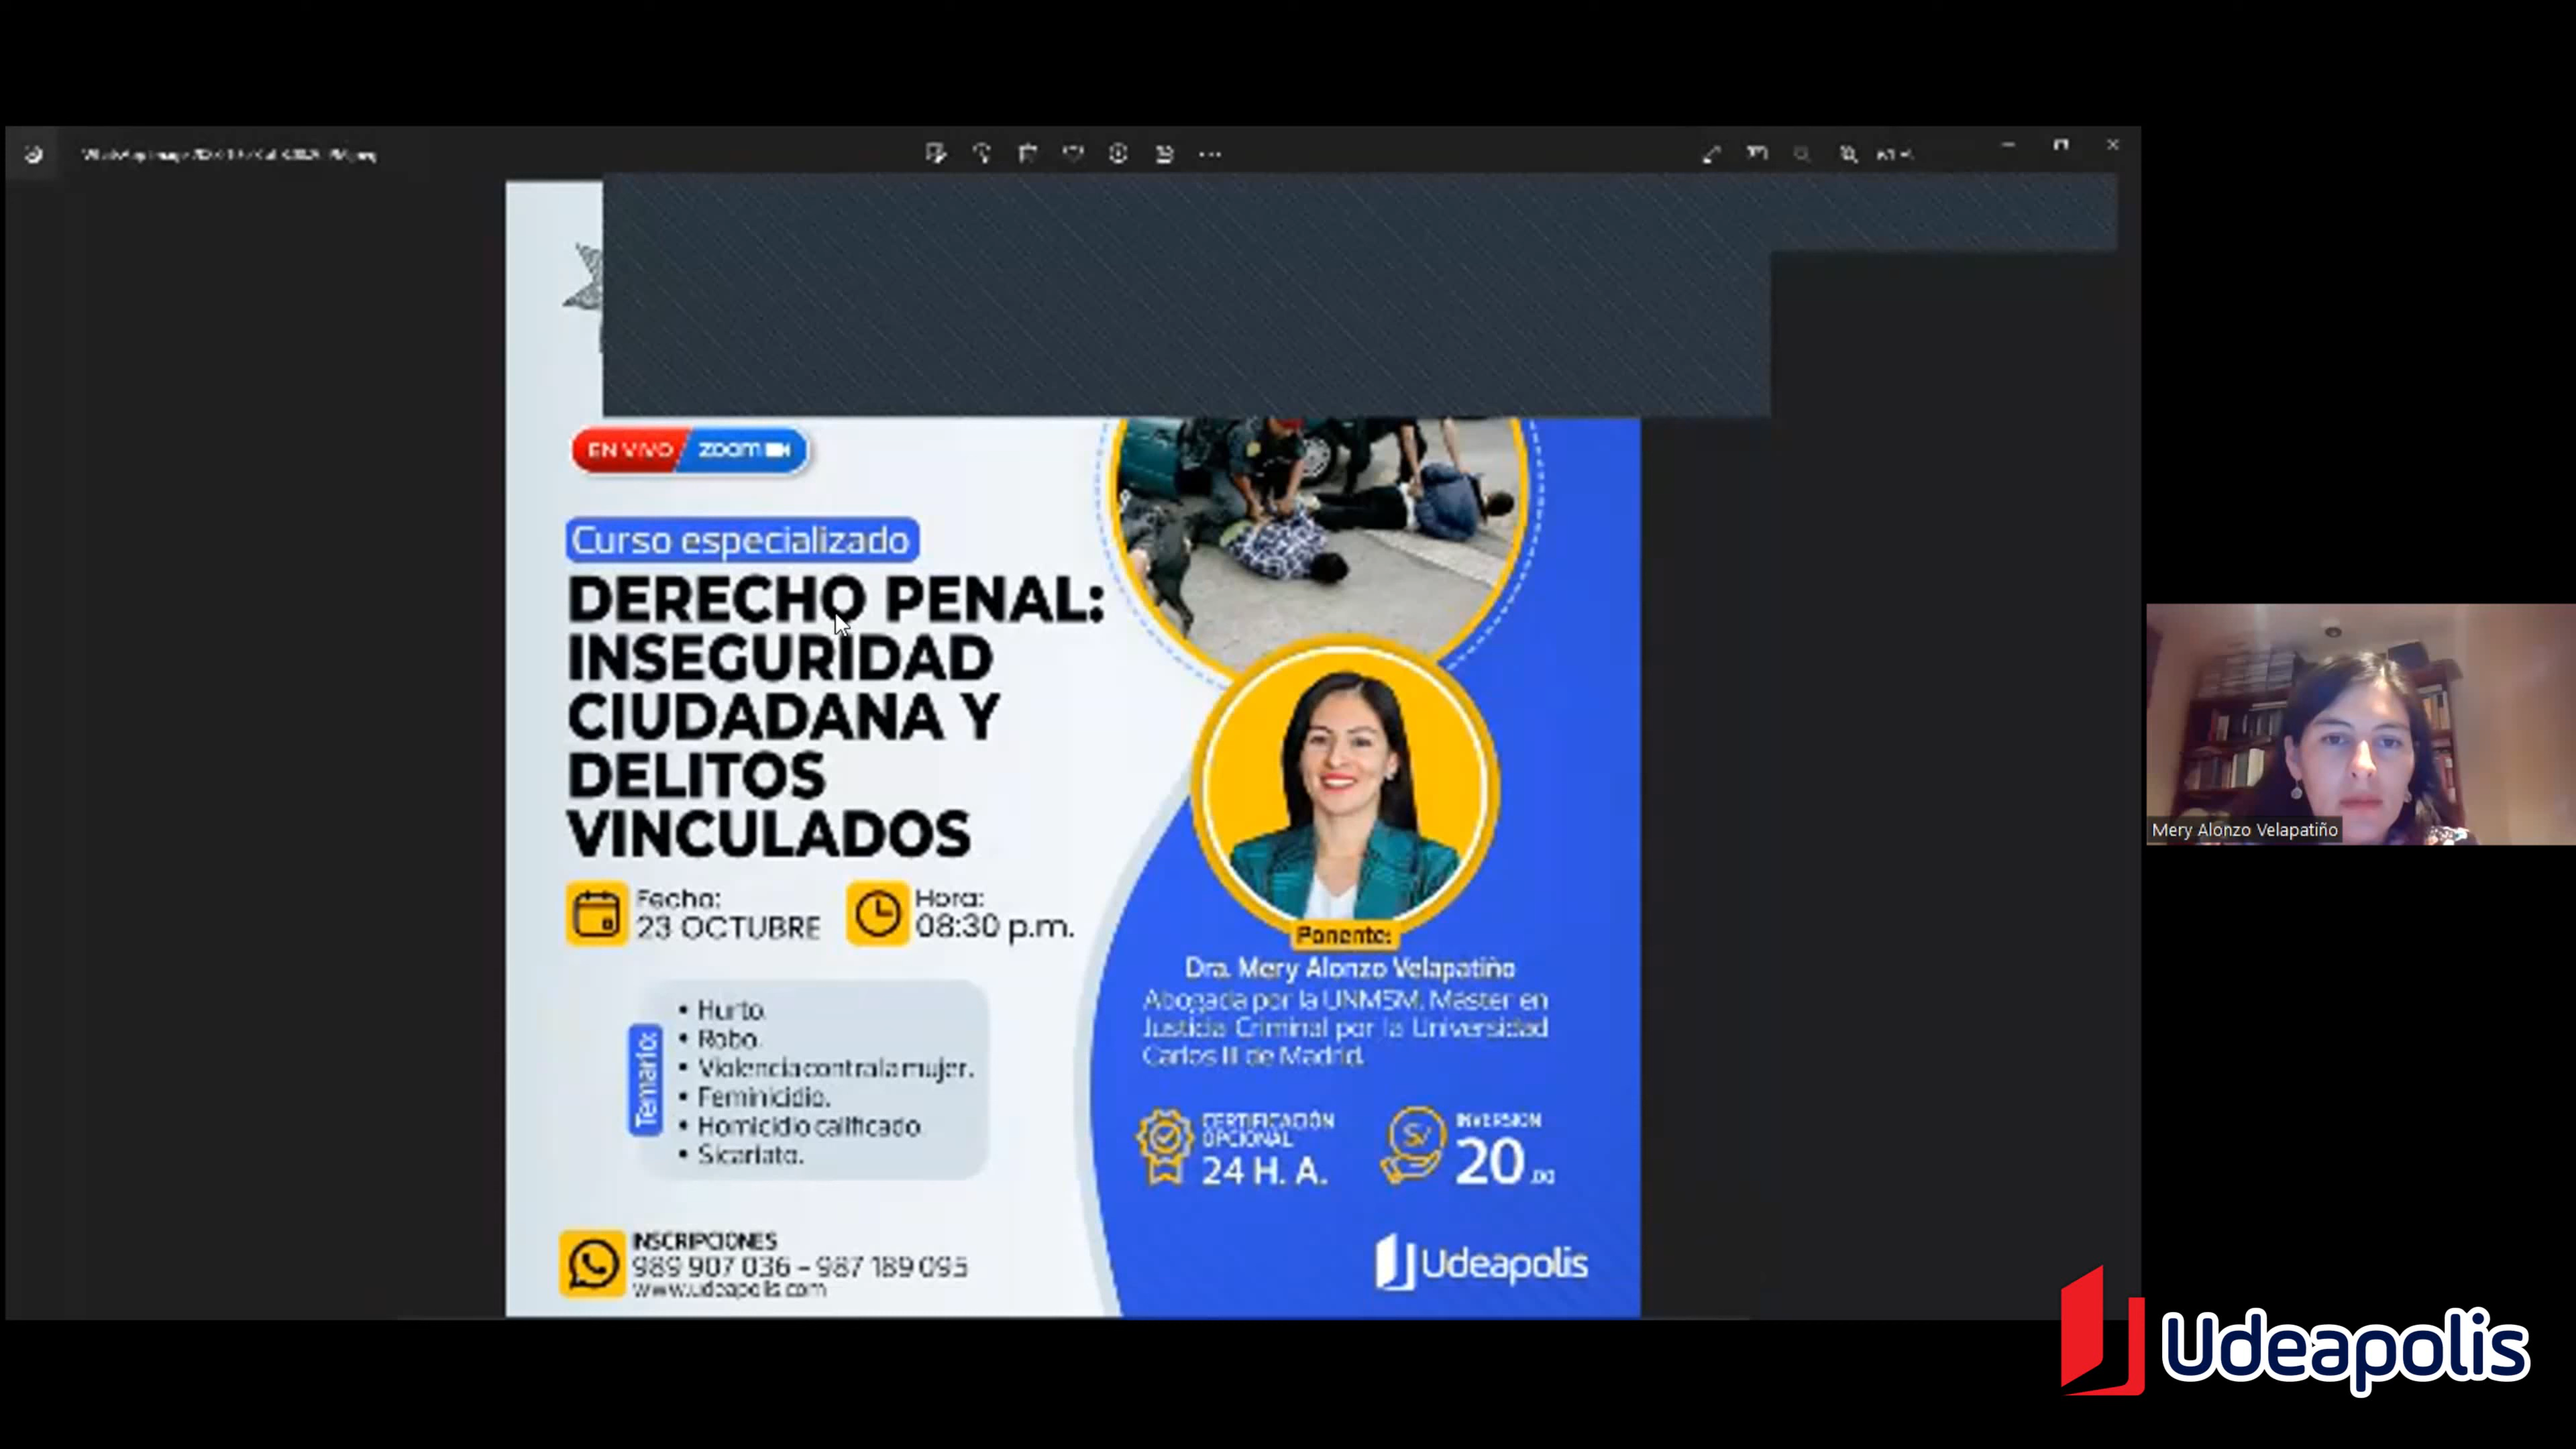 EN VIVO zoom
Curso especializado
DERECHO PENAL:
INSEGURIDAD
CIUDADANA Y
DELITOS
VINCULADOS
Fecha:
23 OCTUBRE
Hora:
08:30 p.m.
Temario:
• Hurto.
• Robo.
• Violencia contra la mujer.
• Feminicidio.
• Homicidio calificado.
• Sicariato.
INSCRIPCIONES
989 907 036 – 987 189 095
www.udeapolis.com
Ponente:
Dra. Mery Alonzo Velapatiño
Abogada por la UNMSM. Máster en
Justicia Criminal por la Universidad
Carlos III de Madrid.
CERTIFICACIÓN
OPCIONAL
24 H. A.
S/
INVERSIÓN
20.00
Udeapolis
Mery Alonzo Velapatiño
Udeapolis